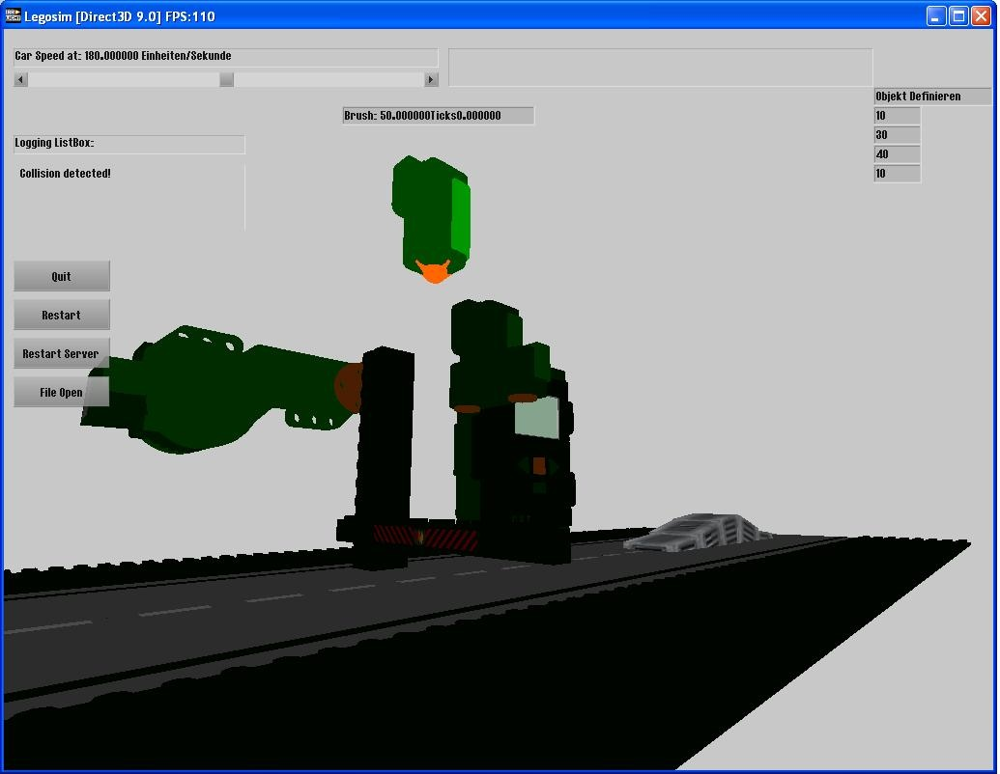 Legosim [Direct3D 9.0] FPS:110
Car Speed at: 180.000000 Einheiten/Sekunde
Objekt Definieren
10
30
40
10
Brush: 50.000000Ticks0.000000
Logging ListBox:
Collision detected!
Quit
Restart
Restart Server
File Open